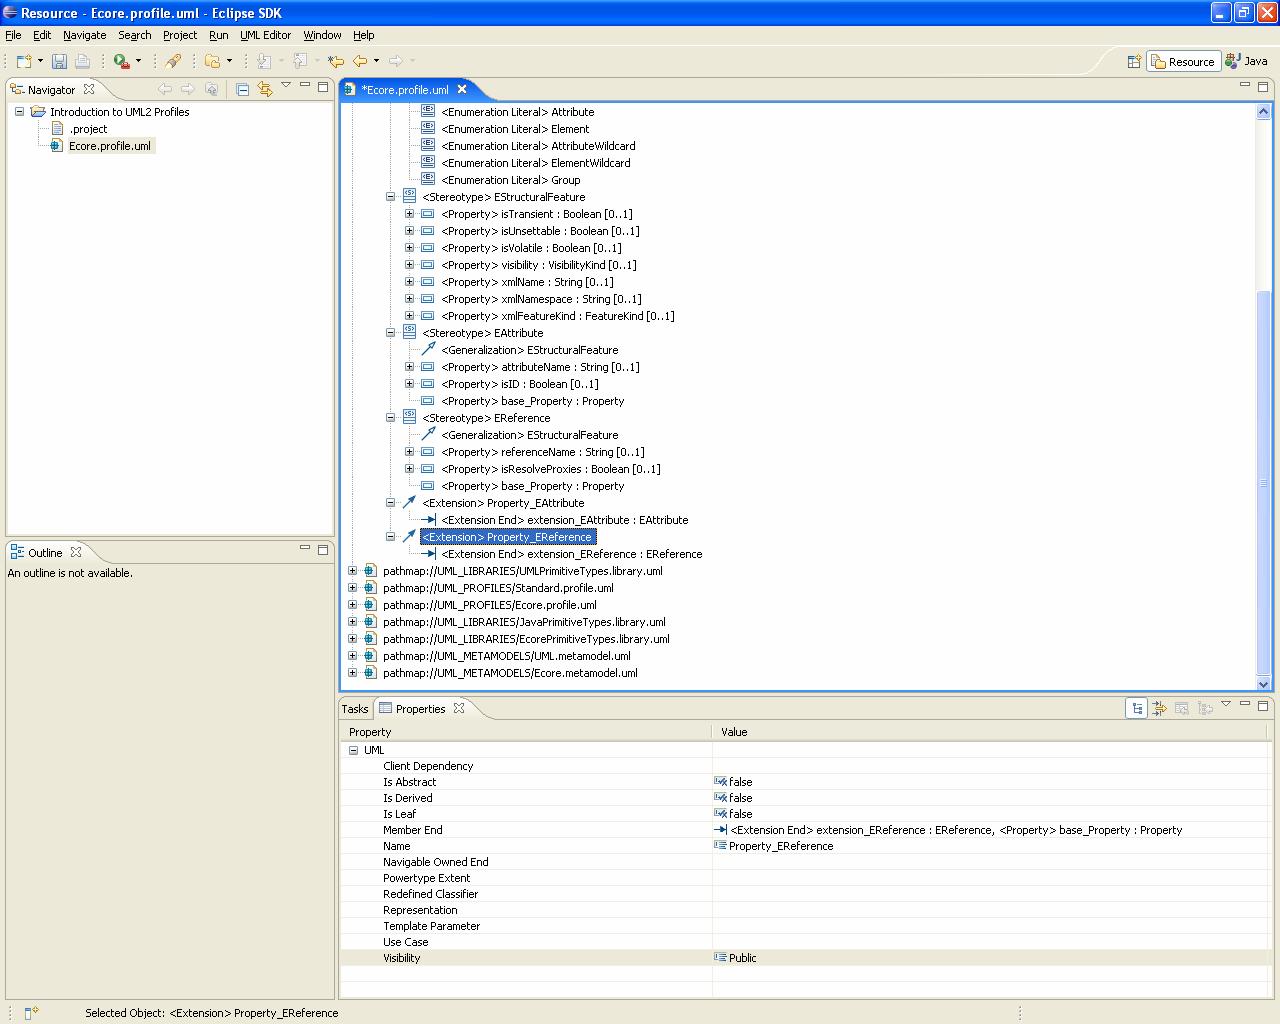 Resource - Ecore.profile.uml - Eclipse SDK
File Edit Navigate Search Project Run UML Editor Window Help
Resource Java
Navigator
Introduction to UML2 Profiles
.project
Ecore.profile.uml
*Ecore.profile.uml
<Enumeration Literal> Attribute
<Enumeration Literal> Element
<Enumeration Literal> AttributeWildcard
<Enumeration Literal> ElementWildcard
<Enumeration Literal> Group
<Stereotype> EStructuralFeature
<Property> isTransient : Boolean [0..1]
<Property> isUnsettable : Boolean [0..1]
<Property> isVolatile : Boolean [0..1]
<Property> visibility : VisibilityKind [0..1]
<Property> xmlName : String [0..1]
<Property> xmlNamespace : String [0..1]
<Property> xmlFeatureKind : FeatureKind [0..1]
<Stereotype> EAttribute
<Generalization> EStructuralFeature
<Property> attributeName : String [0..1]
<Property> isID : Boolean [0..1]
<Property> base_Property : Property
<Stereotype> EReference
<Generalization> EStructuralFeature
<Property> referenceName : String [0..1]
<Property> isResolveProxies : Boolean [0..1]
<Property> base_Property : Property
<Extension> Property_EAttribute
<Extension End> extension_EAttribute : EAttribute
<Extension> Property_EReference
<Extension End> extension_EReference : EReference
pathmap://UML_LIBRARIES/UMLPrimitiveTypes.library.uml
pathmap://UML_PROFILES/Standard.profile.uml
pathmap://UML_PROFILES/Ecore.profile.uml
pathmap://UML_LIBRARIES/JavaPrimitiveTypes.library.uml
pathmap://UML_LIBRARIES/EcorePrimitiveTypes.library.uml
pathmap://UML_METAMODELS/UML.metamodel.uml
pathmap://UML_METAMODELS/Ecore.metamodel.uml
Outline
An outline is not available.
Tasks Properties
Property Value
UML
Client Dependency
Is Abstract false
Is Derived false
Is Leaf false
Member End <Extension End> extension_EReference : EReference, <Property> base_Property : Property
Name Property_EReference
Navigable Owned End
Powertype Extent
Redefined Classifier
Representation
Template Parameter
Use Case
Visibility Public
Selected Object: <Extension> Property_EReference